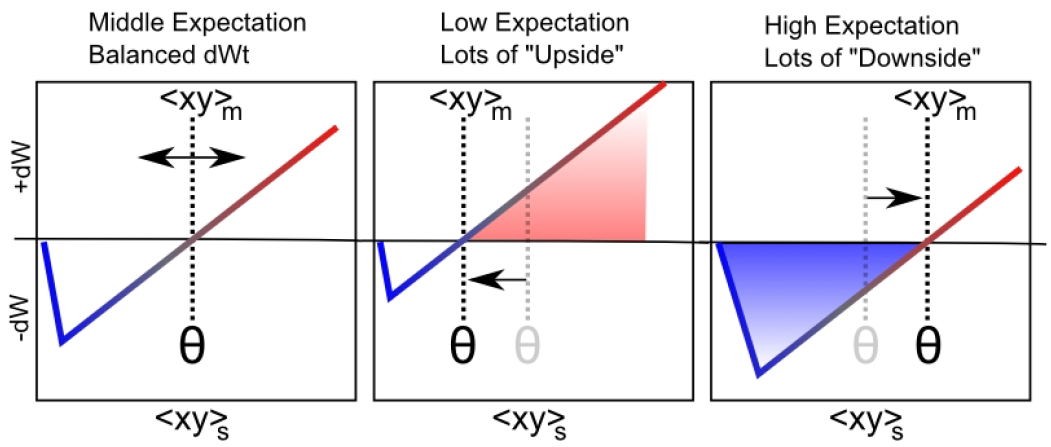 Middle Expectation
Balanced dWt
Low Expectation
Lots of "Upside"
High Expectation
Lots of "Downside"
+dW
-dW
<xy>m
θ
<xy>s
<xy>m
θ
θ
<xy>s
<xy>m
θ
θ
<xy>s